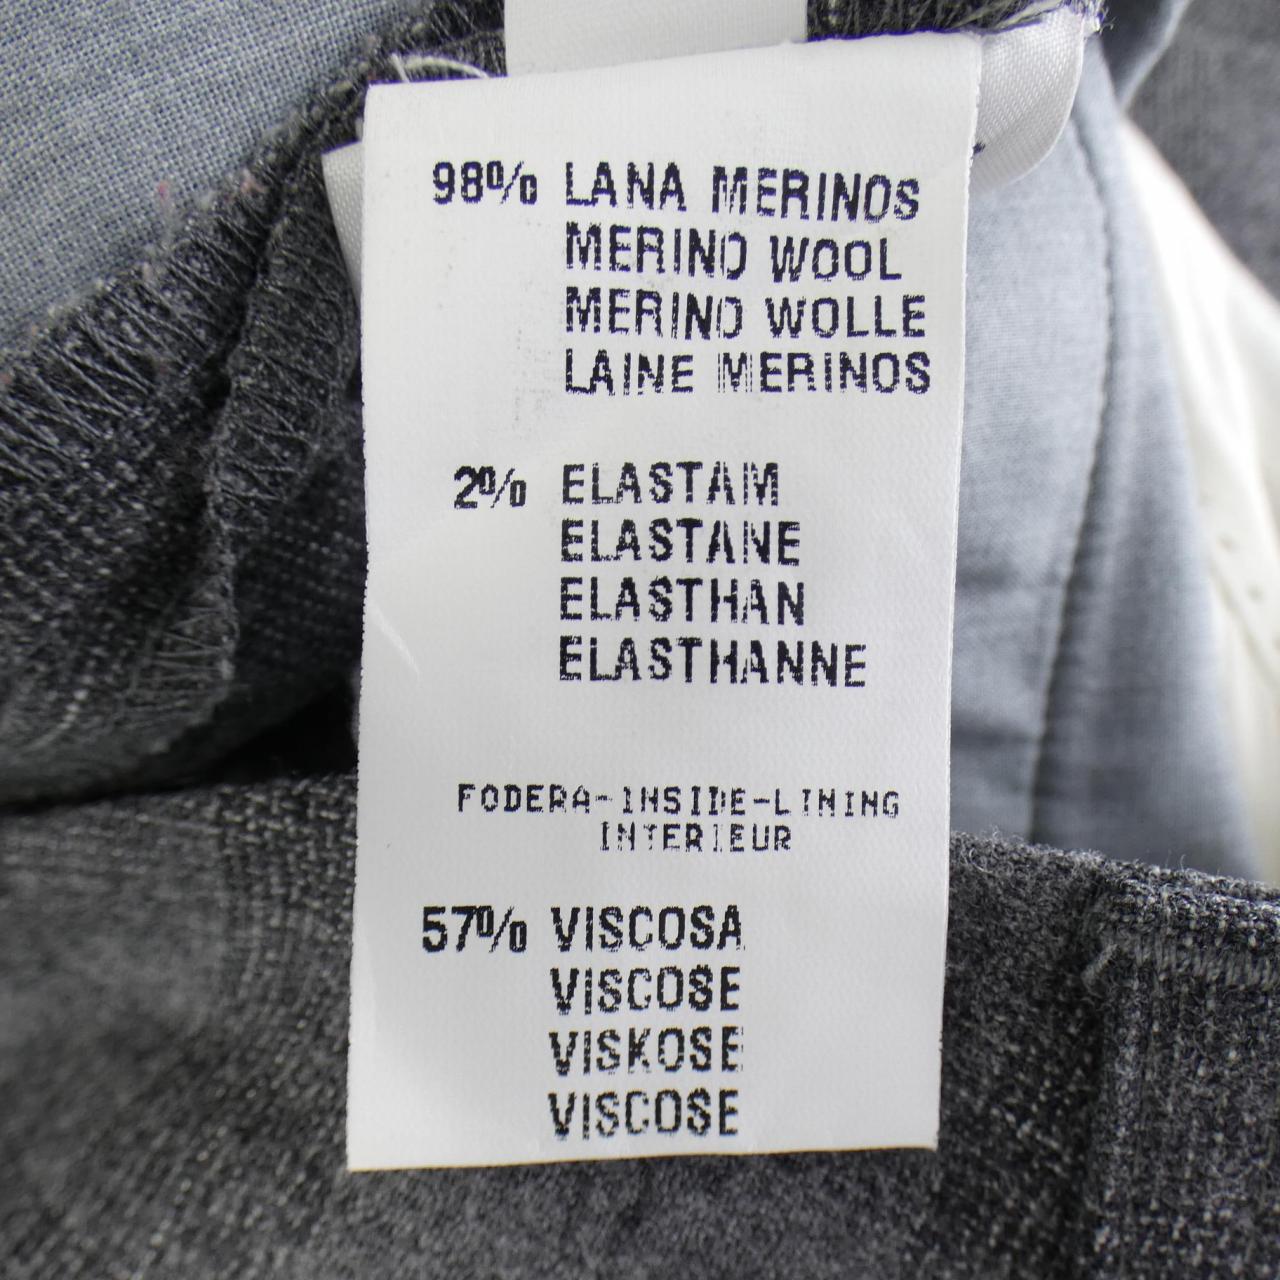 98% LANA MERINOS
MERINO WOOL
MERINO WOLLE
LAINE MERINOS
2% ELASTAM
ELASTANE
ELASTHAN
ELASTHANNE
FODERA-INSIDE-LINING
INTERIEUR
57% VISCOSA
VISCOSE
VISKOSE
VISCOSE